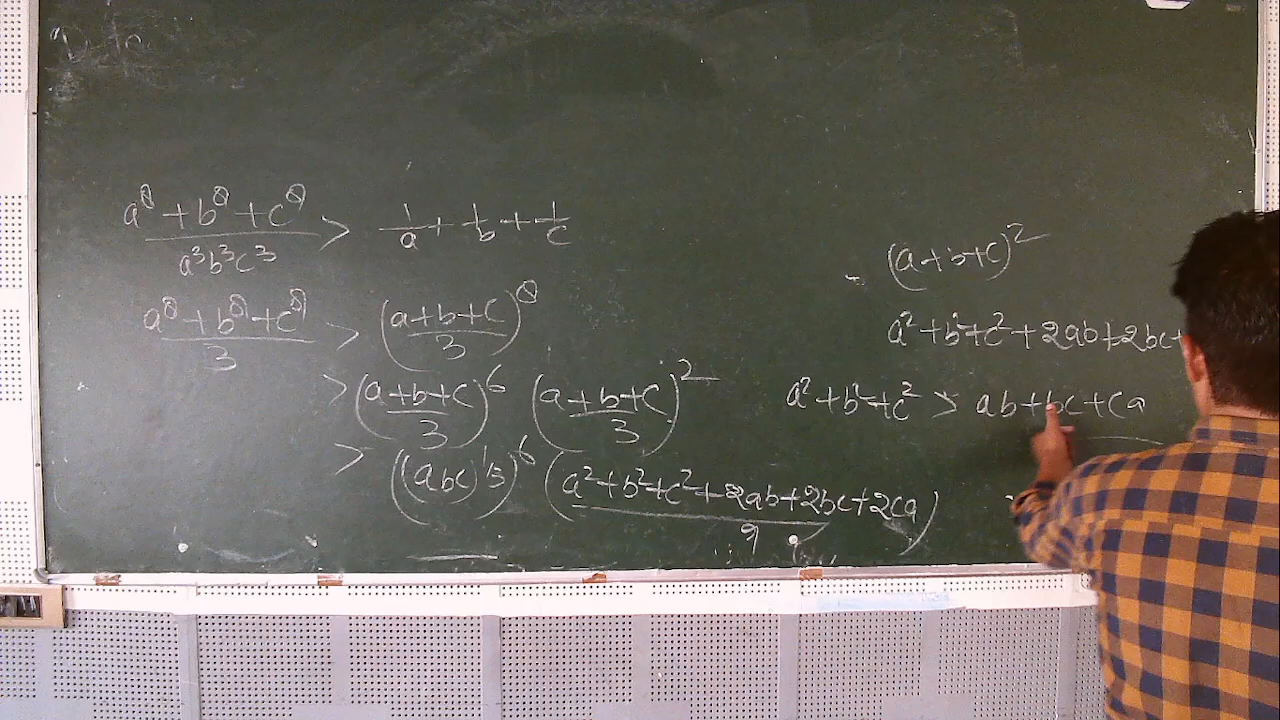 a⁸ + b⁸ + c⁸ / a³b³c³ > 1/a + 1/b + 1/c
a⁸ + b⁸ + c⁸ / 3 > (a+b+c / 3)⁸
> (a+b+c / 3)⁶ (a+b+c / 3)²
> ((abc)^1/3)⁶ (a²+b²+c²+2ab+2bc+2ca / 9)
(a+b+c)²
a²+b²+c²+2ab+2bc+
a²+b²+c² > ab+bc+ca